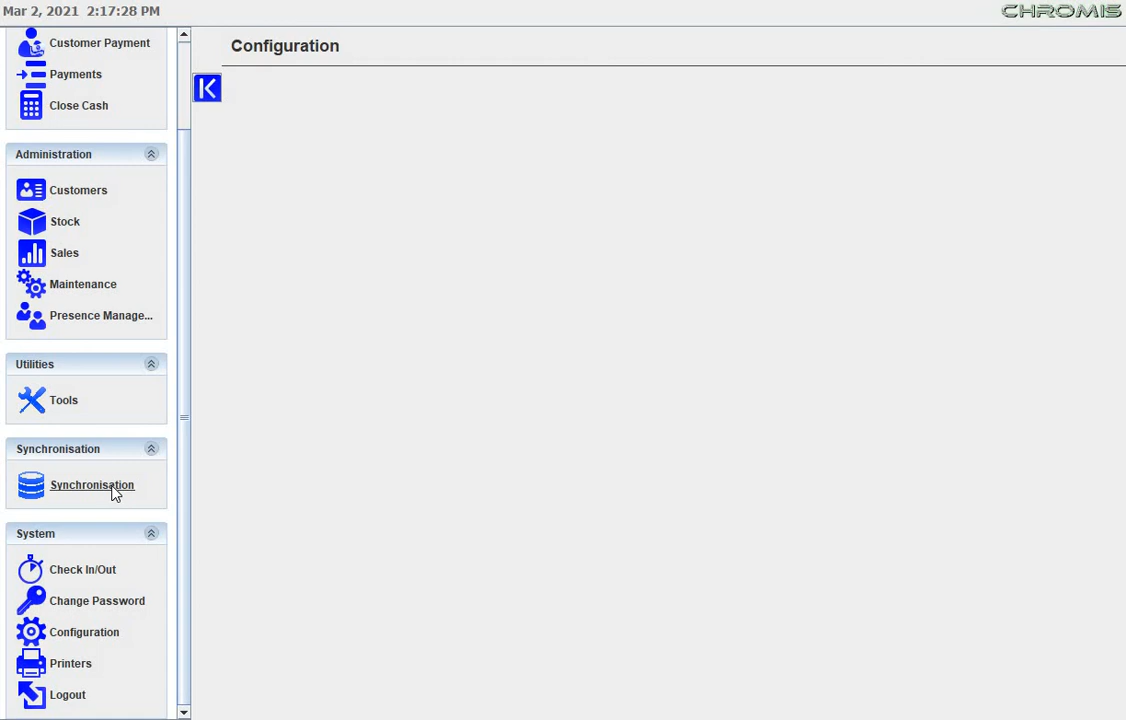 Mar 2, 2021 2:17:28 PM
CHROMIS
Customer Payment
Payments
Close Cash
Configuration
Administration
Customers
Stock
Sales
Maintenance
Presence Manage...
Utilities
Tools
Synchronisation
Synchronisation
System
Check In/Out
Change Password
Configuration
Printers
Logout